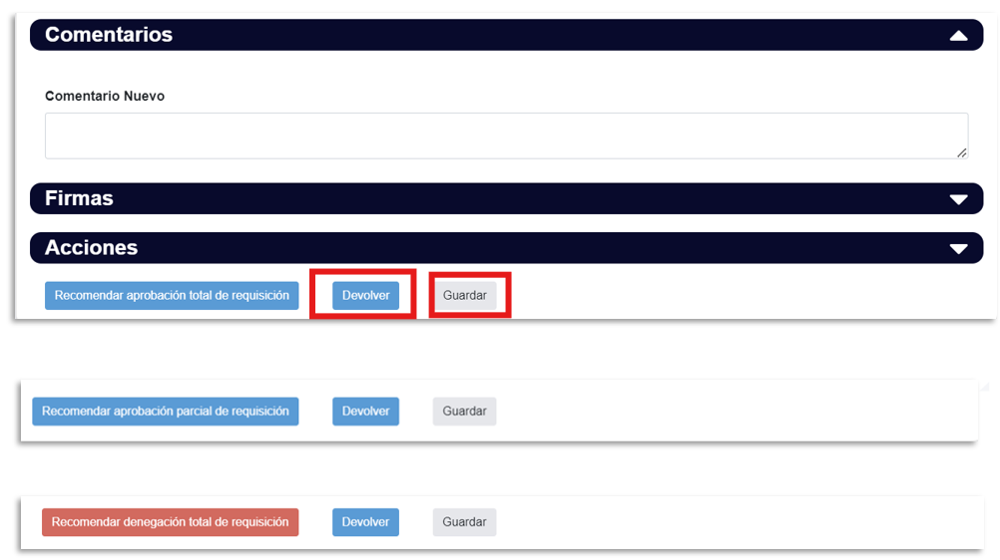 Comentarios
Comentario Nuevo
Firmas
Acciones
Recomendar aprobación total de requisición Devolver Guardar
Recomendar aprobación parcial de requisición Devolver Guardar
Recomendar denegación total de requisición Devolver Guardar